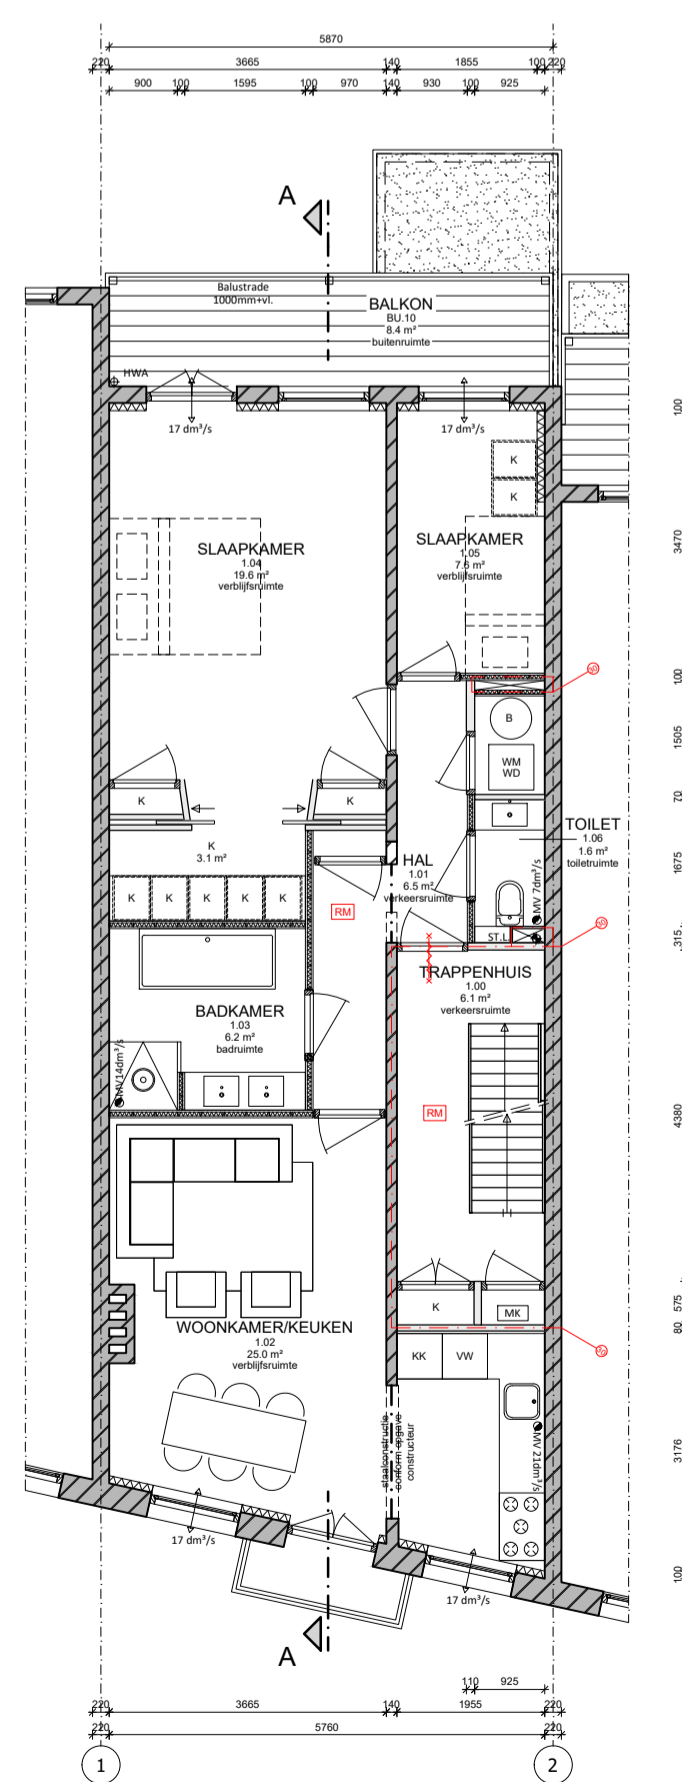 5870
220 3665 140 1855 100 220
900 100 1595 100 970 140 930 100 925
A
Balustrade
1000mm+vl.
BALKON
BU.10
8.4 m²
buitenruimte
HWA
17 dm³/s
17 dm³/s
100
K
K
SLAAPKAMER
1.04
19.6 m²
verblijfsruimte
SLAAPKAMER
1.05
7.6 m²
verblijfsruimte
3470
30
100
B
WM
WD
1505
K
K
70
K
3.1 m²
TOILET
1.06
1.6 m²
toiletruimte
HAL
1.01
6.5 m²
verkeersruimte
1675
MV 7dm³/s
K K K K K
RM
ST.L
30
315
BADKAMER
1.03
6.2 m²
badruimte
TRAPPENHUIS
1.00
6.1 m²
verkeersruimte
MV14dm³/s
RM
4380
K
MK
575
80
30
WOONKAMER/KEUKEN
1.02
25.0 m²
verblijfsruimte
KK
VW
staalconstructie
conform opgave
constructeur
MV 21dm³/s
3176
17 dm³/s
17 dm³/s
100
A
110 925
220 3665 140 1955 220
220 5760 220
1
2